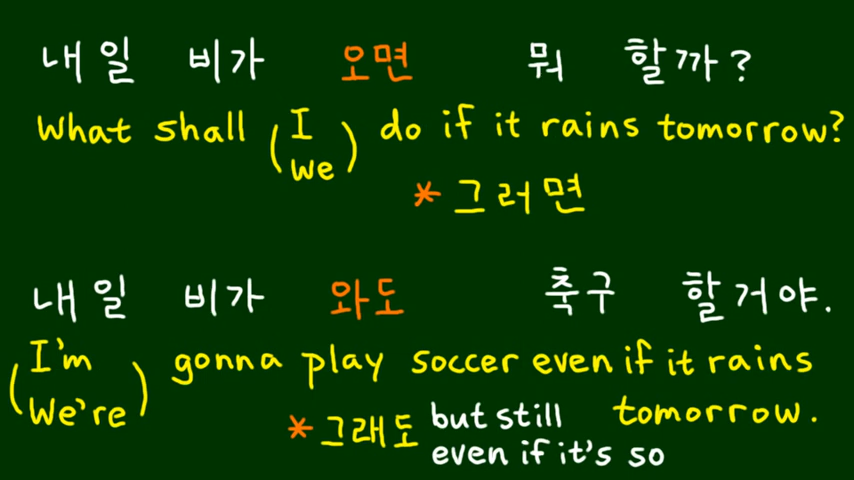 내일 비가 오면 뭐 할까?
What shall (I / we) do if it rains tomorrow?
* 그러면
내일 비가 와도 축구 할거야.
(I'm / We're) gonna play soccer even if it rains
tomorrow.
* 그래도 but still
even if it's so